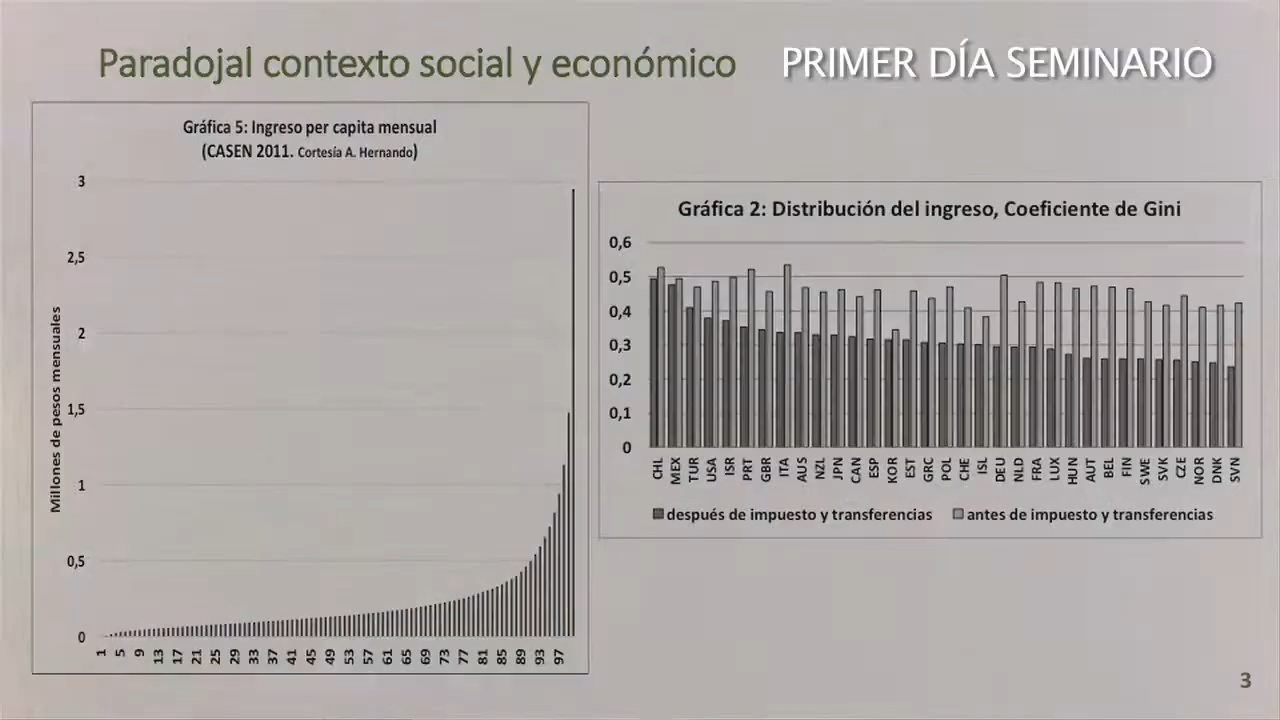 Paradojal contexto social y económico
PRIMER DÍA SEMINARIO
Gráfica 5: Ingreso per capita mensual
(CASEN 2011. Cortesía A. Hernando)
Millones de pesos mensuales
3
2,5
2
1,5
1
0,5
0
1 5 9 13 17 21 25 29 33 37 41 45 49 53 57 61 65 69 73 77 81 85 89 93 97
Gráfica 2: Distribución del ingreso, Coeficiente de Gini
0,6
0,5
0,4
0,3
0,2
0,1
0
CHL MEX TUR USA ISR PRT GBR ITA AUS NZL JPN CAN ESP KOR EST GRC POL CHE ISL DEU NLD FRA LUX HUN AUT BEL FIN SWE SVK CZE NOR DNK SVN
después de impuesto y transferencias antes de impuesto y transferencias
3